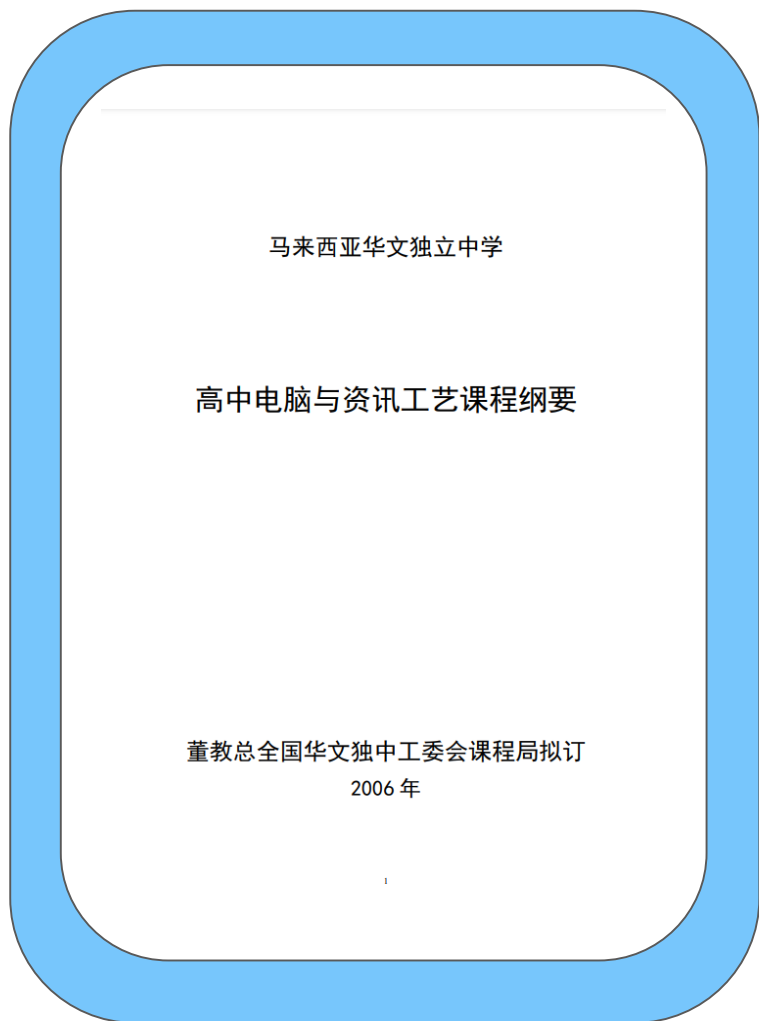 马来西亚华文独立中学
高中电脑与资讯工艺课程纲要
董教总全国华文独中工委会课程局拟订
2006 年
1